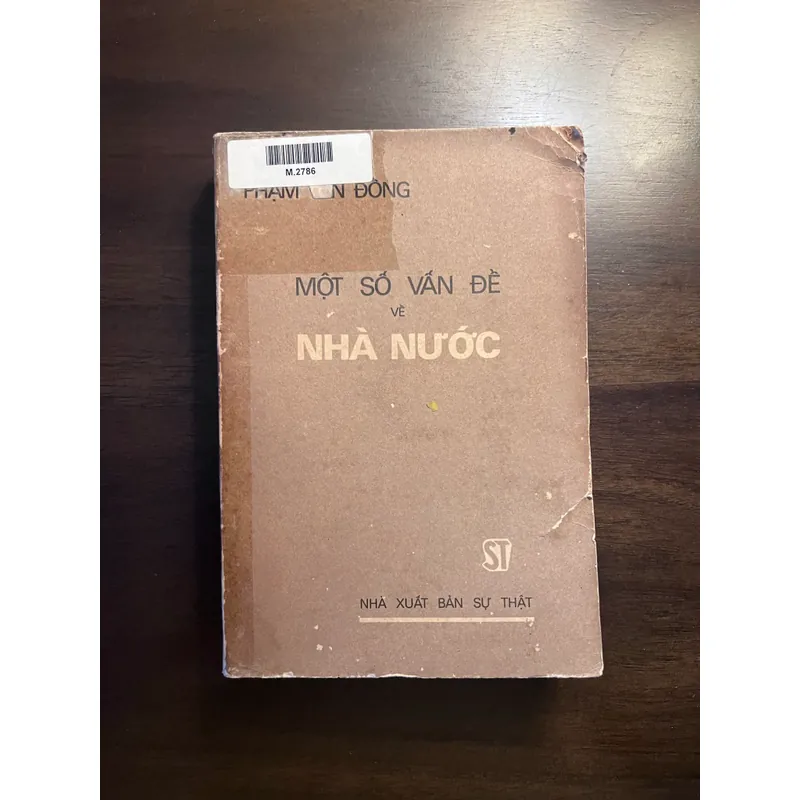 M.2786
PHẠM ĐỒNG
MỘT SỐ VẤN ĐỀ
VỀ
NHÀ NƯỚC
ST
NHÀ XUẤT BẢN SỰ THẬT